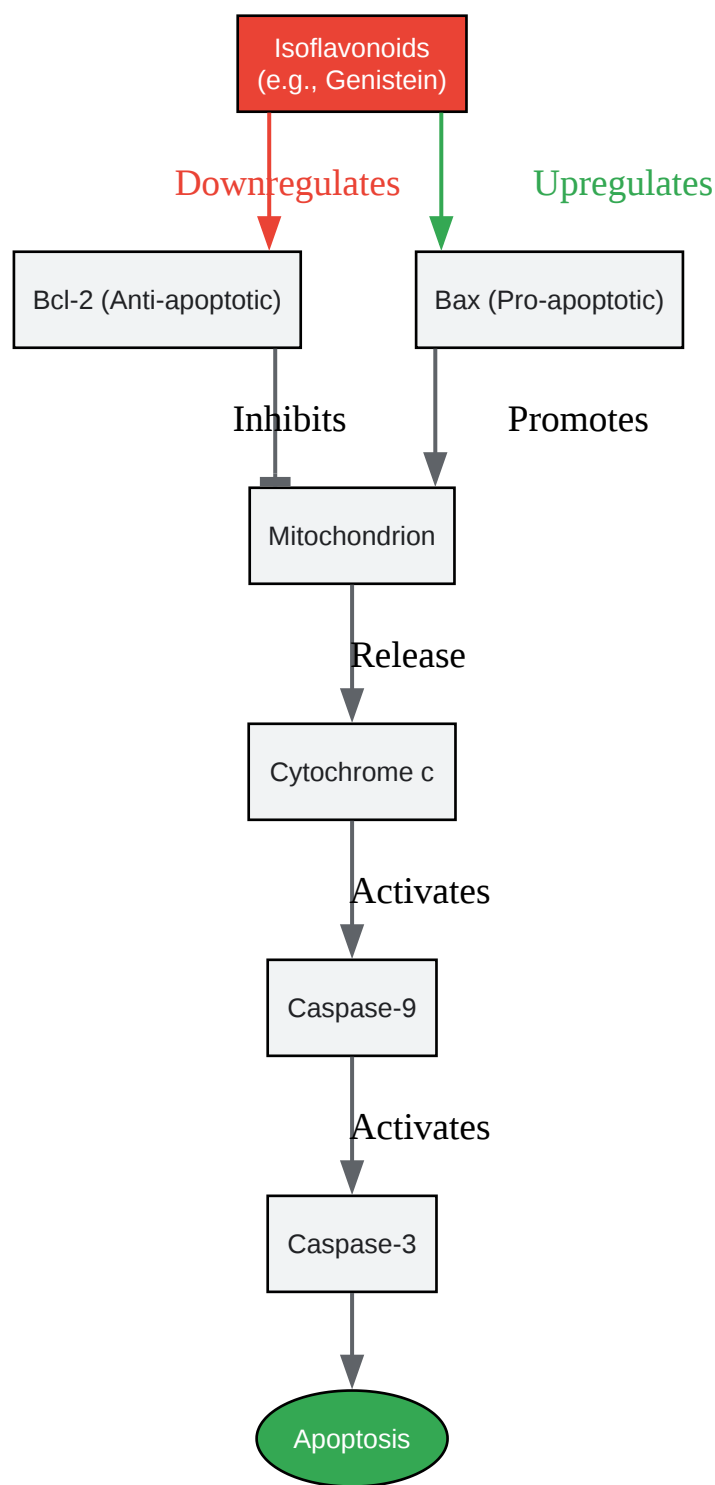 Isoflavonoids
(e.g., Genistein)
Downregulates
Upregulates
Bcl-2 (Anti-apoptotic)
Bax (Pro-apoptotic)
Inhibits
Promotes
Mitochondrion
Release
Cytochrome c
Activates
Caspase-9
Activates
Caspase-3
Apoptosis